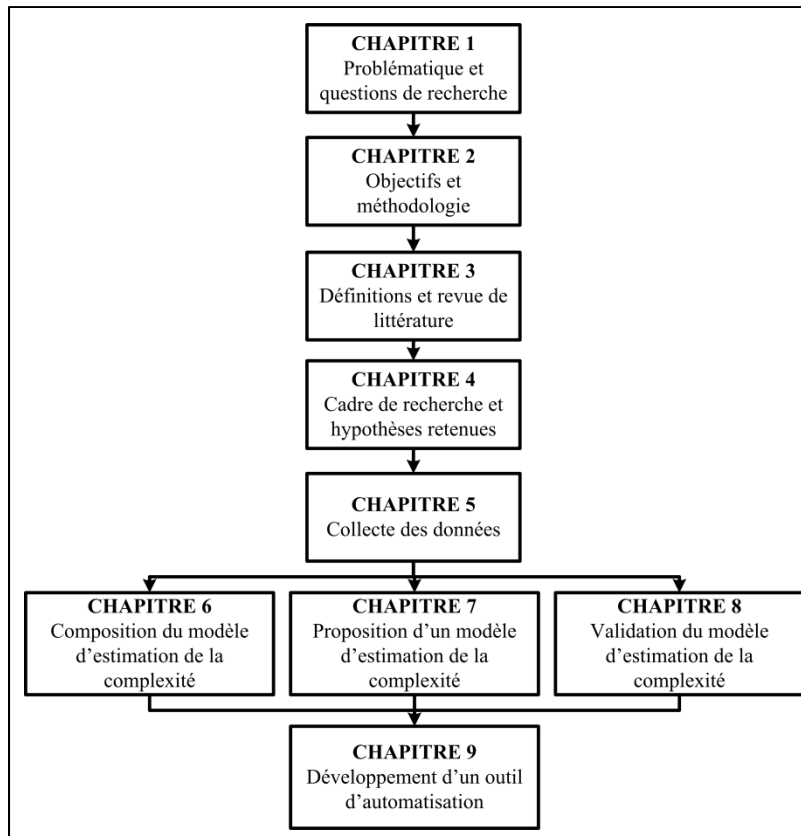 CHAPITRE 1
Problématique et
questions de recherche
CHAPITRE 2
Objectifs et
méthodologie
CHAPITRE 3
Définitions et revue de
littérature
CHAPITRE 4
Cadre de recherche et
hypothèses retenues
CHAPITRE 5
Collecte des données
CHAPITRE 6
Composition du modèle
d'estimation de la
complexité
CHAPITRE 7
Proposition d'un modèle
d'estimation de la
complexité
CHAPITRE 8
Validation du modèle
d'estimation de la
complexité
CHAPITRE 9
Développement d'un outil
d'automatisation